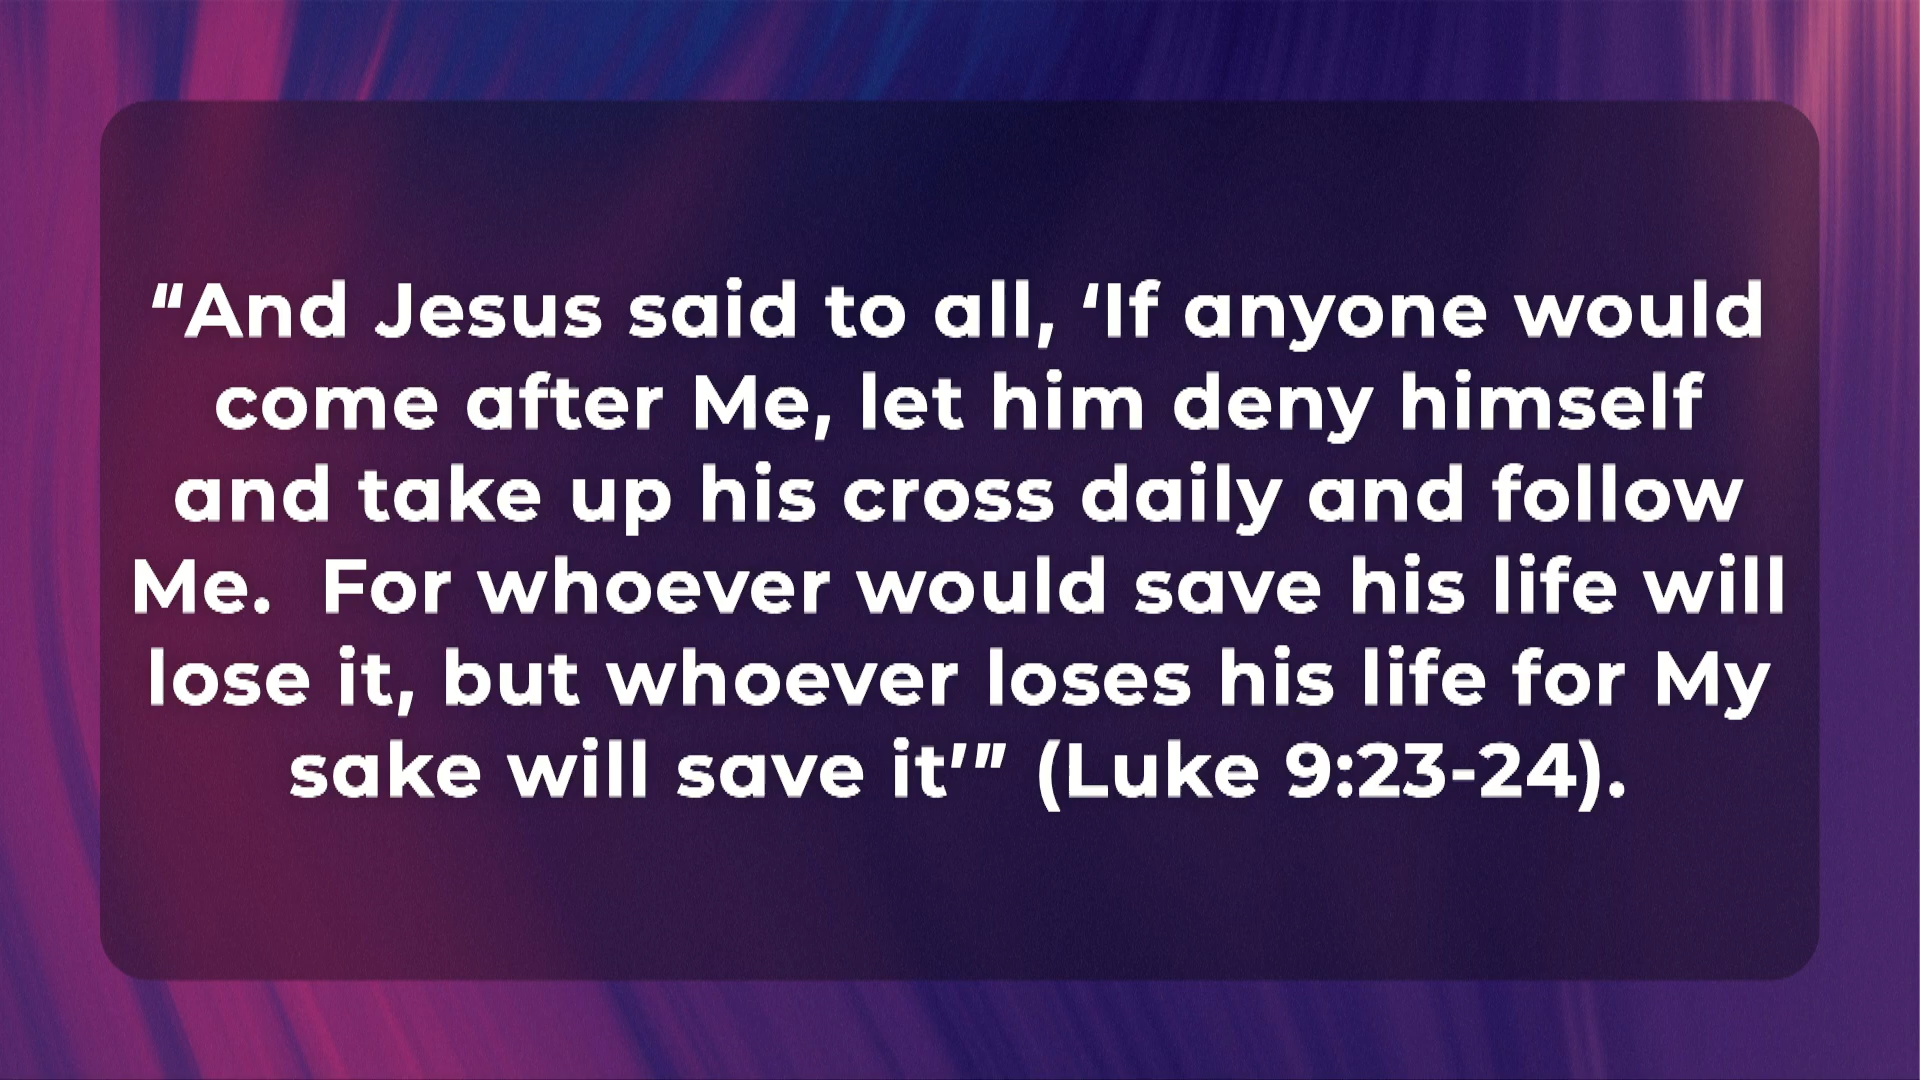 “And Jesus said to all, ‘If anyone would
come after Me, let him deny himself
and take up his cross daily and follow
Me.  For whoever would save his life will
lose it, but whoever loses his life for My
sake will save it’” (Luke 9:23-24).